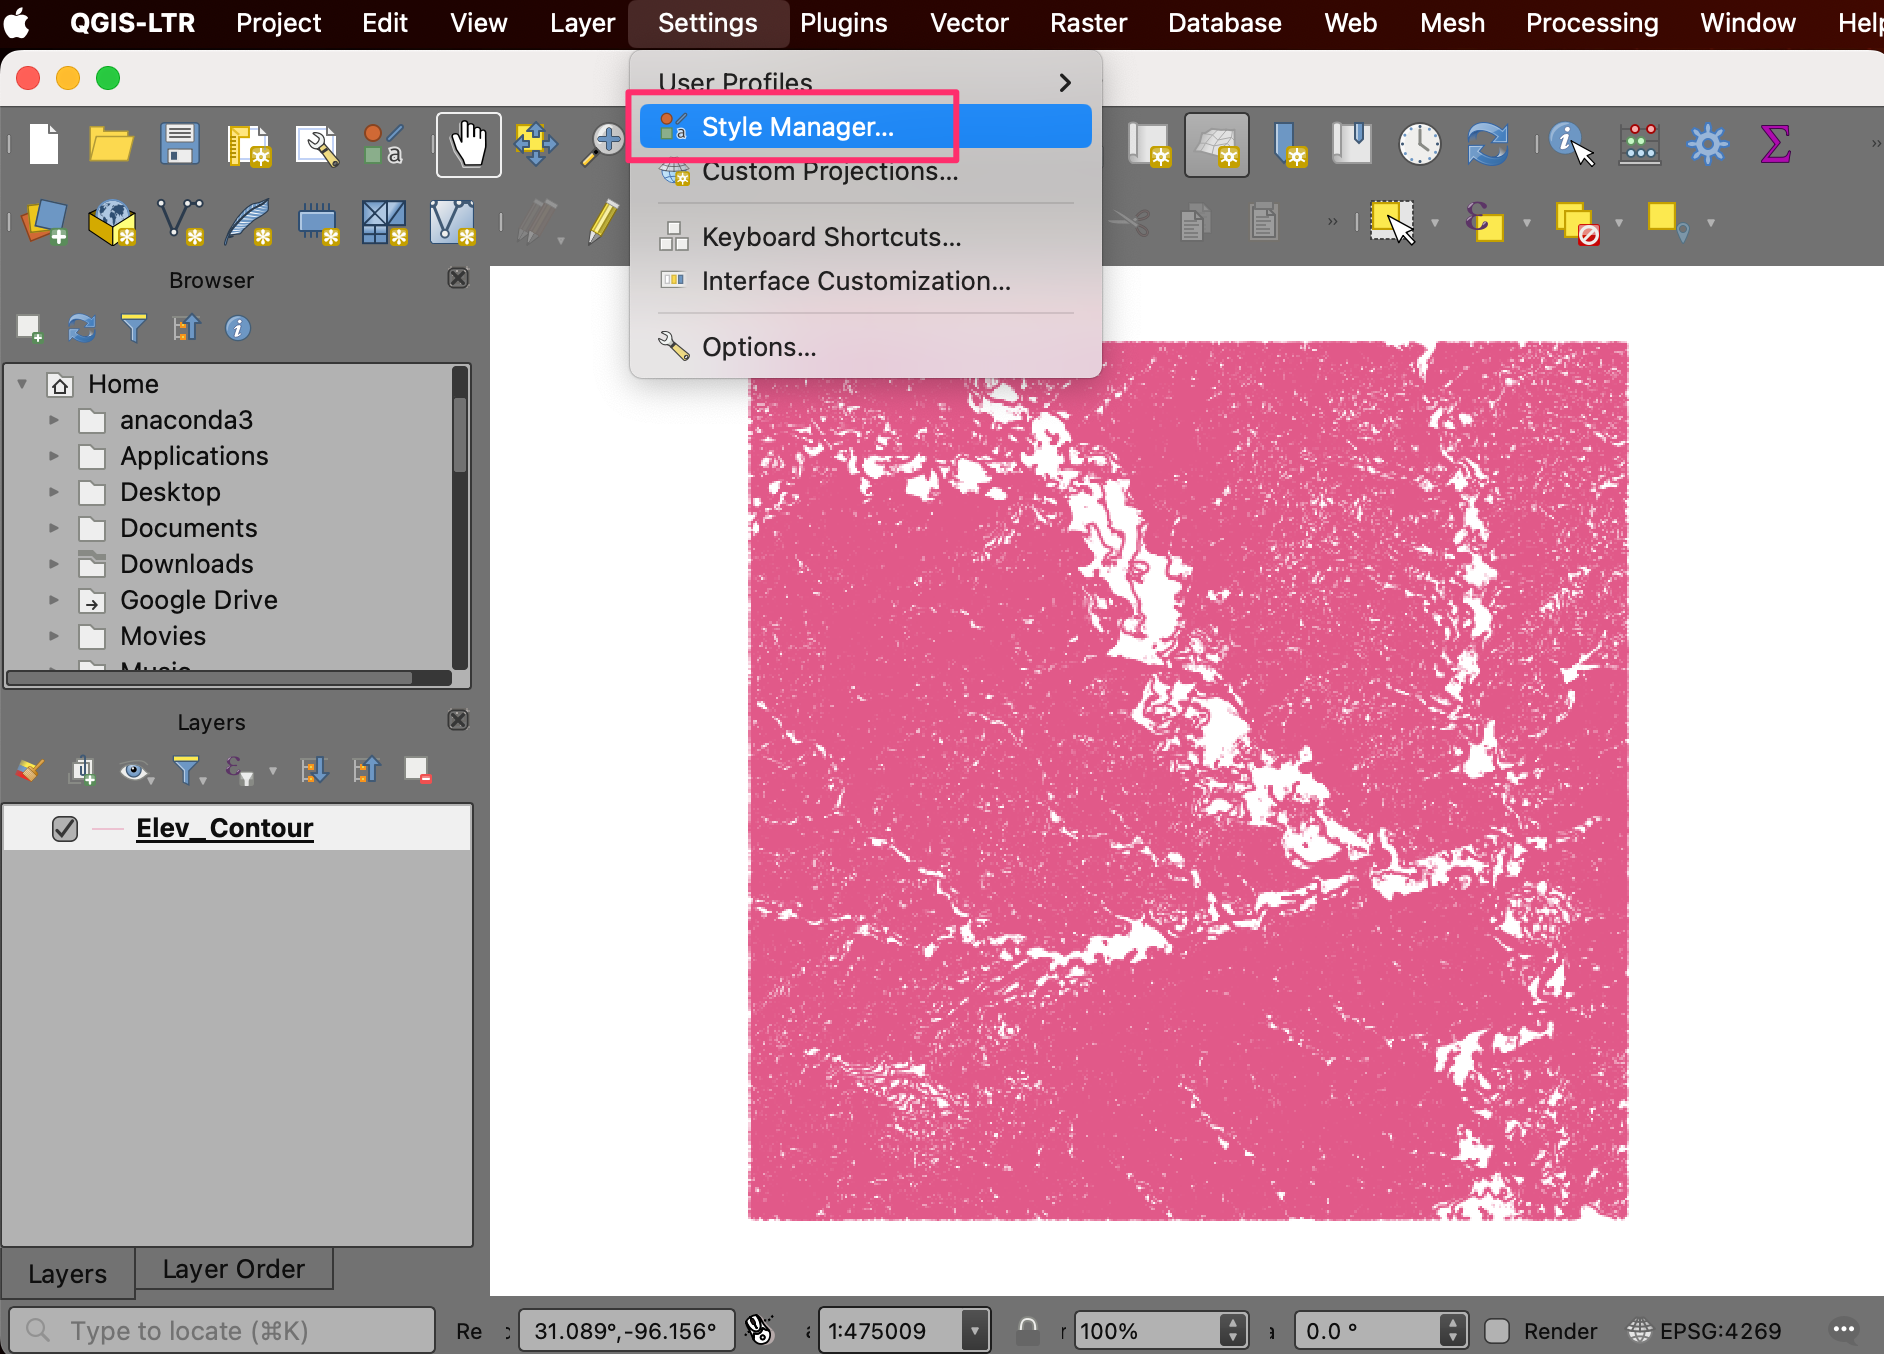 QGIS-LTR Project Edit View Layer Settings Plugins Vector Raster Database Web Mesh Processing Window Help
User Profiles
Style Manager...
Custom Projections...
Keyboard Shortcuts...
Interface Customization...
Options...
Browser
Home
anaconda3
Applications
Desktop
Documents
Downloads
Google Drive
Movies
Music
Layers
Elev_Contour
Layers Layer Order
Type to locate (⌘K) 31.089°,-96.156° 1:475009 100% 0.0 ° Render EPSG:4269